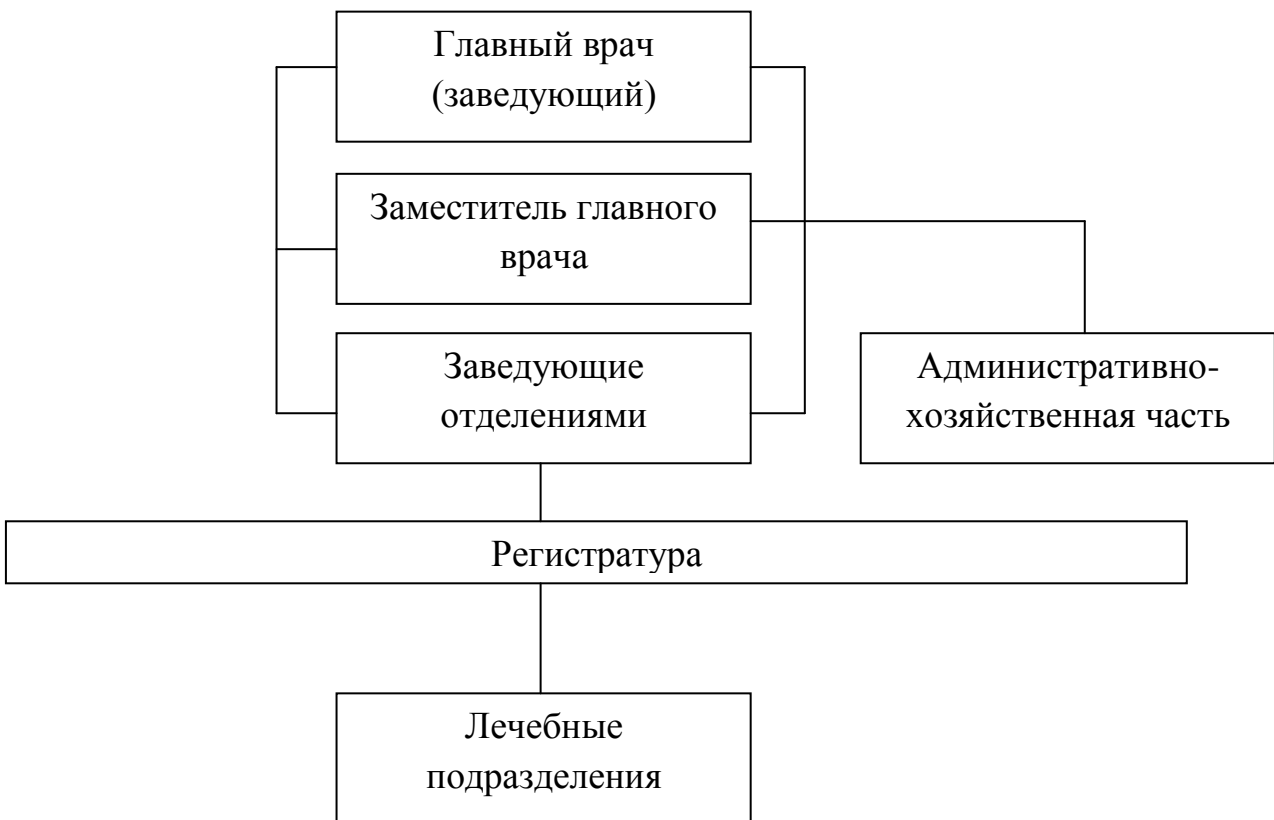 Главный врач
(заведующий)
Заместитель главного
врача
Заведующие
отделениями
Административно-
хозяйственная часть
Регистратура
Лечебные
подразделения